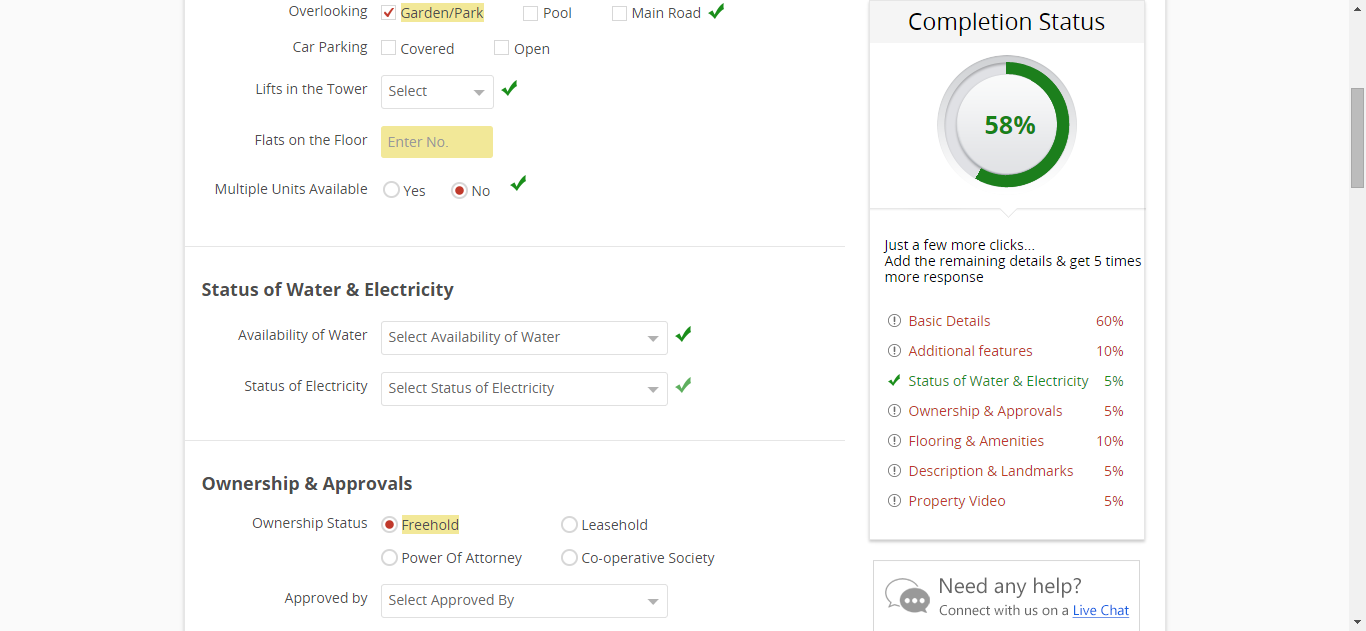 Overlooking Garden/Park Pool Main Road
Car Parking Covered Open
Lifts in the Tower Select
Flats on the Floor Enter No.
Multiple Units Available Yes No
Status of Water & Electricity
Availability of Water Select Availability of Water
Status of Electricity Select Status of Electricity
Ownership & Approvals
Ownership Status Freehold Leasehold
Power Of Attorney Co-operative Society
Approved by Select Approved By
Completion Status
58%
Just a few more clicks...
Add the remaining details & get 5 times
more response
Basic Details 60%
Additional features 10%
Status of Water & Electricity 5%
Ownership & Approvals 5%
Flooring & Amenities 10%
Description & Landmarks 5%
Property Video 5%
Need any help?
Connect with us on a Live Chat